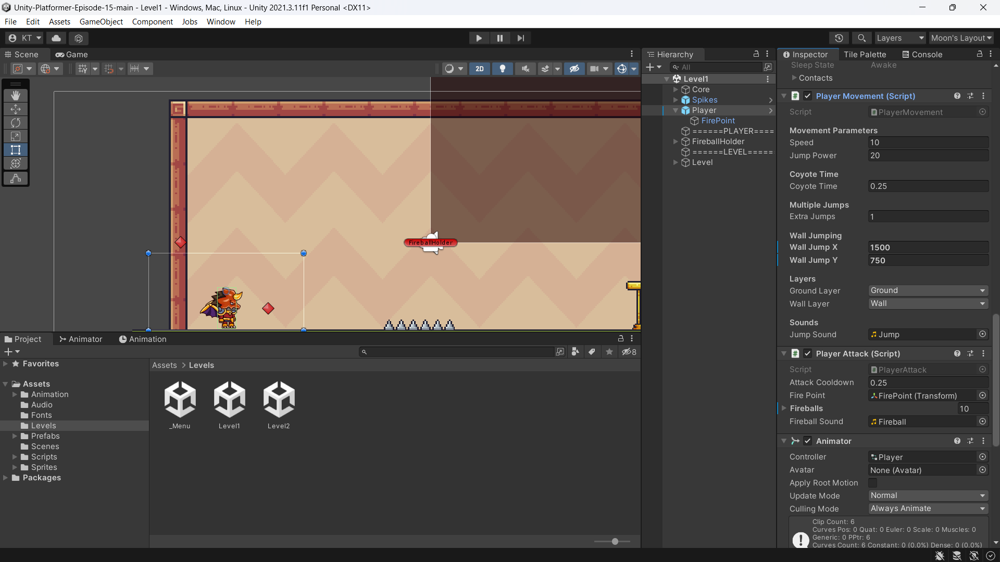 Unity-Platformer-Episode-15-main - Level1 - Windows, Mac, Linux - Unity 2021.3.11f1 Personal <DX11>
File Edit Assets GameObject Component Jobs Window Help
KT
Layers
Moon's Layout
Scene
Game
2D
FireballHolder
Hierarchy
All
Level1
Core
Spikes
Player
FirePoint
======PLAYER====
FireballHolder
======LEVEL=====
Level
Inspector
Tile Palette
Console
Sleep State Awake
Contacts
Player Movement (Script)
Script PlayerMovement
Movement Parameters
Speed 10
Jump Power 20
Coyote Time
Coyote Time 0.25
Multiple Jumps
Extra Jumps 1
Wall Jumping
Wall Jump X 1500
Wall Jump Y 750
Layers
Ground Layer Ground
Wall Layer Wall
Sounds
Jump Sound Jump
Player Attack (Script)
Script PlayerAttack
Attack Cooldown 0.25
Fire Point FirePoint (Transform)
Fireballs 10
Fireball Sound Fireball
Animator
Controller Player
Avatar None (Avatar)
Apply Root Motion
Update Mode Normal
Culling Mode Always Animate
Clip Count: 6
Curves Pos: 0 Quat: 0 Euler: 0 Scale: 0 Muscles: 0
Generic: 0 PPtr: 6
Curves Count: 6 Constant: 0 (0.0%) Dense: 0 (0.0%)
Project
Animator
Animation
8
Favorites
Assets
Animation
Audio
Fonts
Levels
Prefabs
Scenes
Scripts
Sprites
Packages
Assets > Levels
_Menu
Level1
Level2